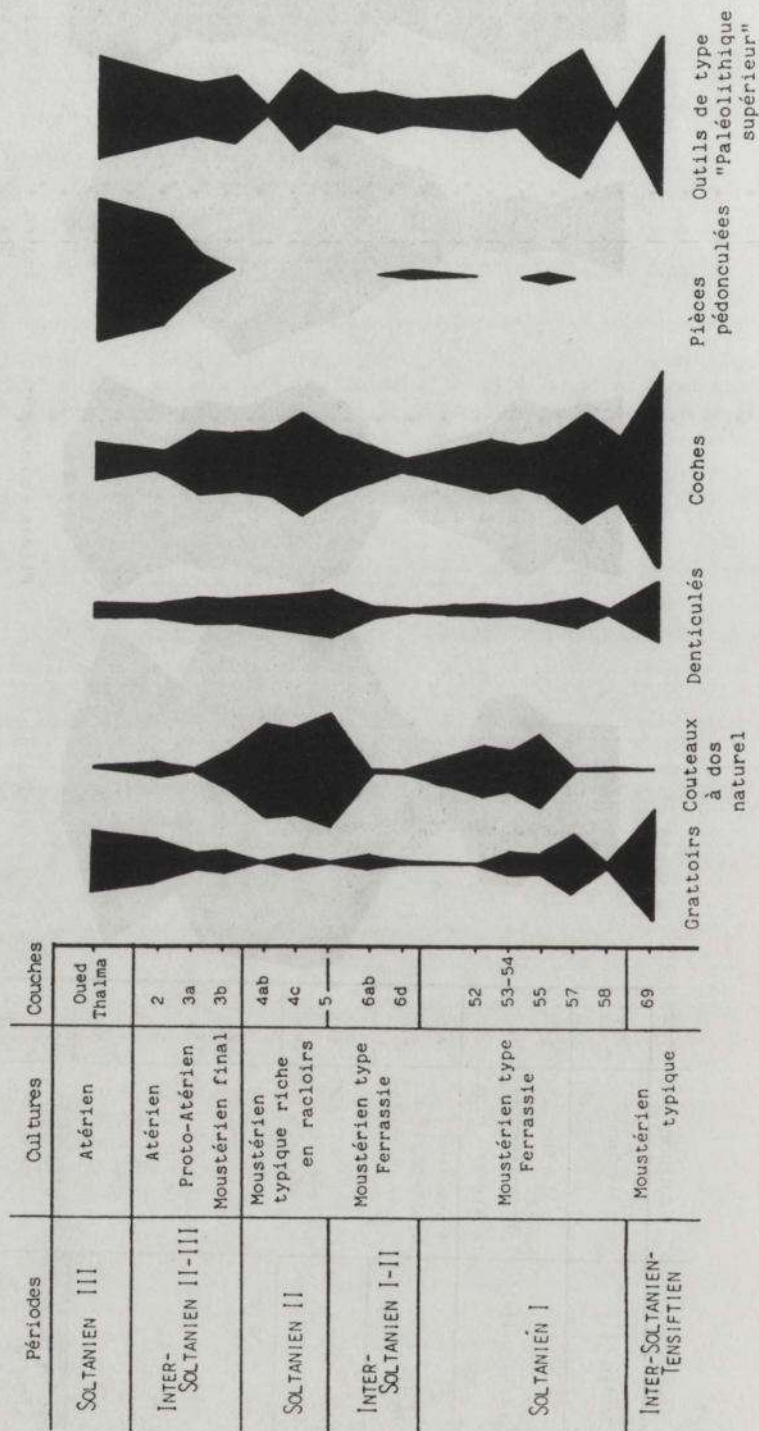 Périodes
Cultures
Couches
SOLTANIEN III
Atérien
Oued
Thalma
INTER-
SOLTANIEN II-III
Atérien
2
Proto-Atérien
3a
Moustérien final
3b
SOLTANIEN II
Moustérien
typique riche
en racloirs
4ab
4c
5
INTER-
SOLTANIEN I-II
Moustérien type
Ferrassie
6ab
6d
SOLTANIEN I
Moustérien type
Ferrassie
52
53-54
55
57
58
INTER-SOLTANIEN-
TENSIFTIEN
Moustérien
typique
69
Grattoirs
Couteaux
à dos
naturel
Denticulés
Coches
Pièces
pédonculées
Outils de type
"Paléolithique
supérieur"